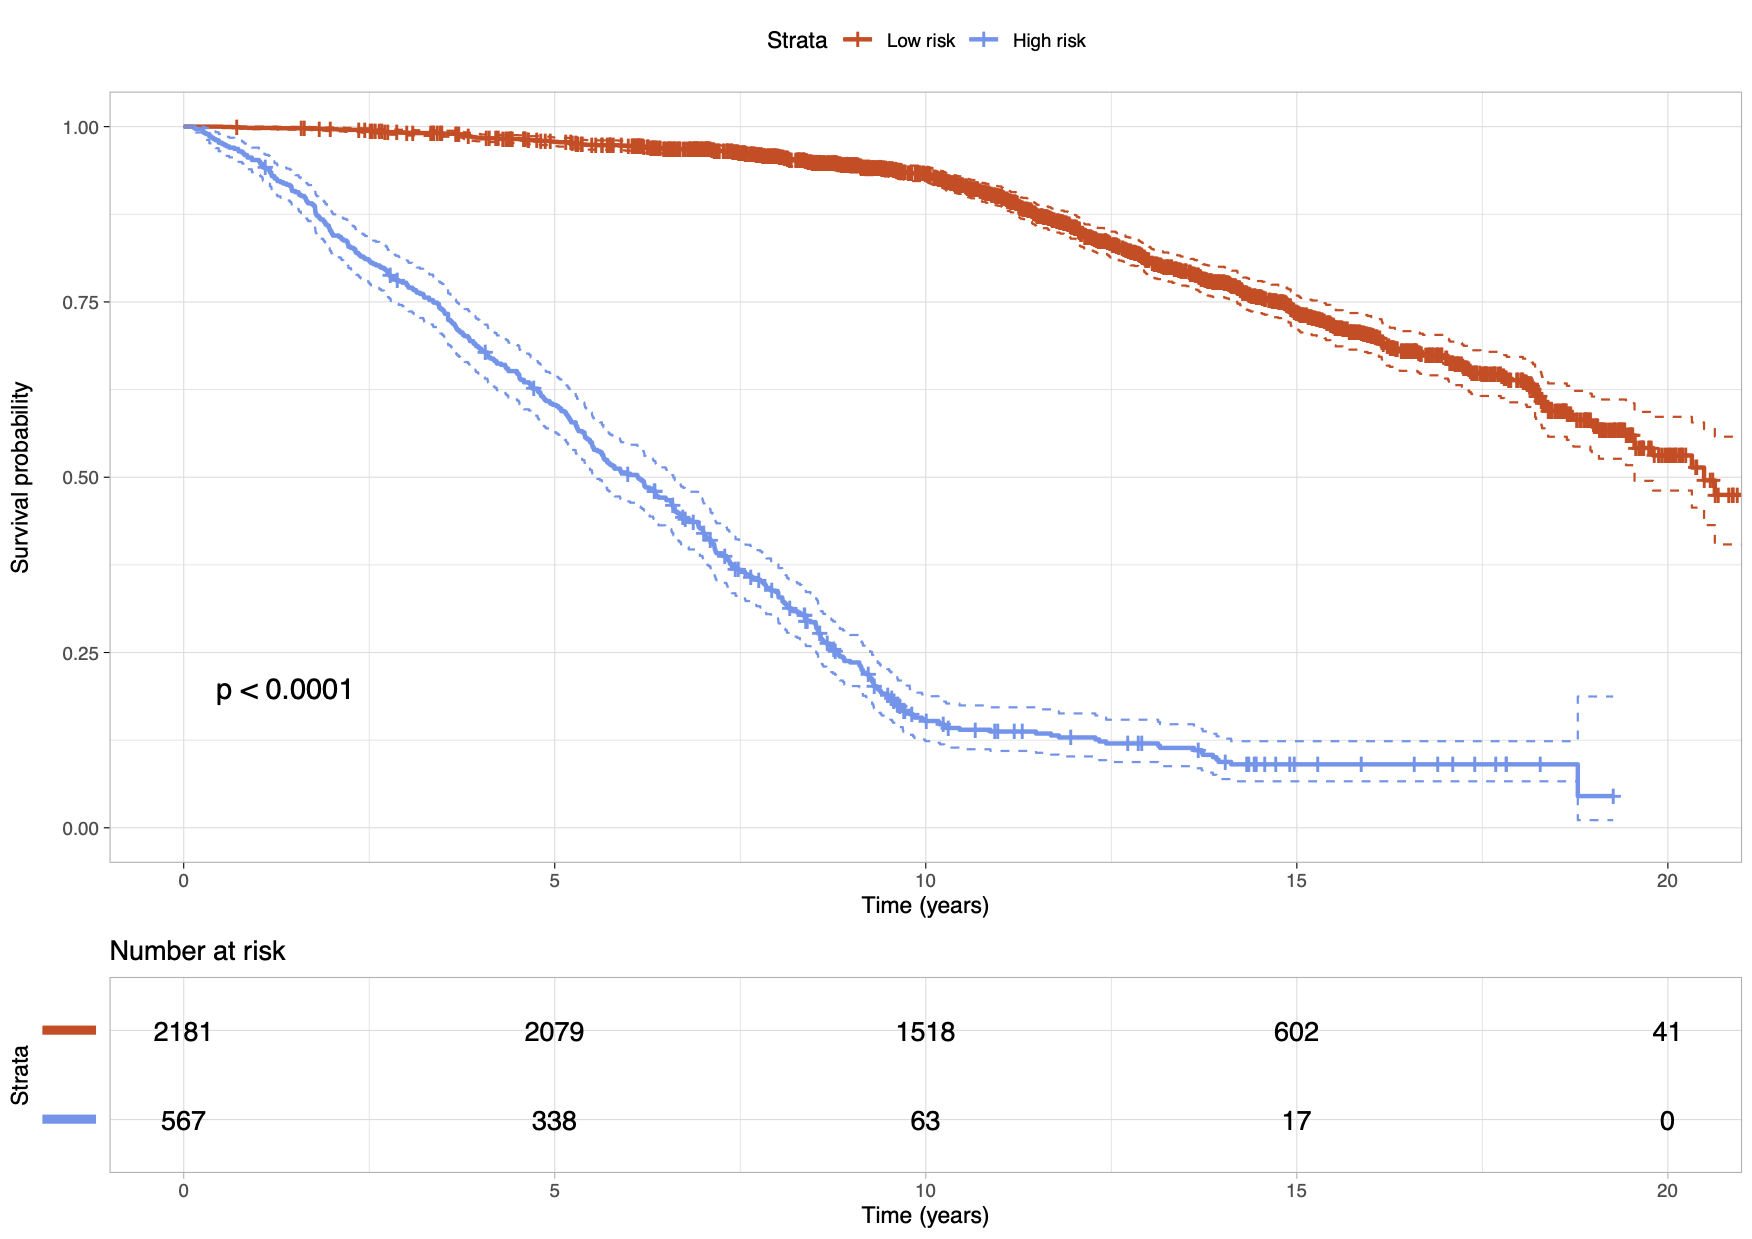 Strata Low risk High risk
1.00
0.75
0.50
0.25
0.00
Survival probability
p < 0.0001
0 5 10 15 20
Time (years)
Number at risk
Strata
2181 2079 1518 602 41
567 338 63 17 0
0 5 10 15 20
Time (years)